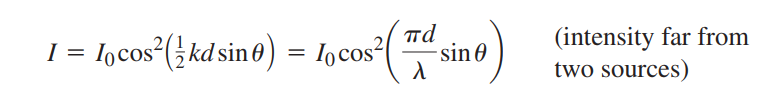 I = I₀cos²(½kd sin θ) = I₀cos²(πd/λ sin θ) (intensity far from
two sources)